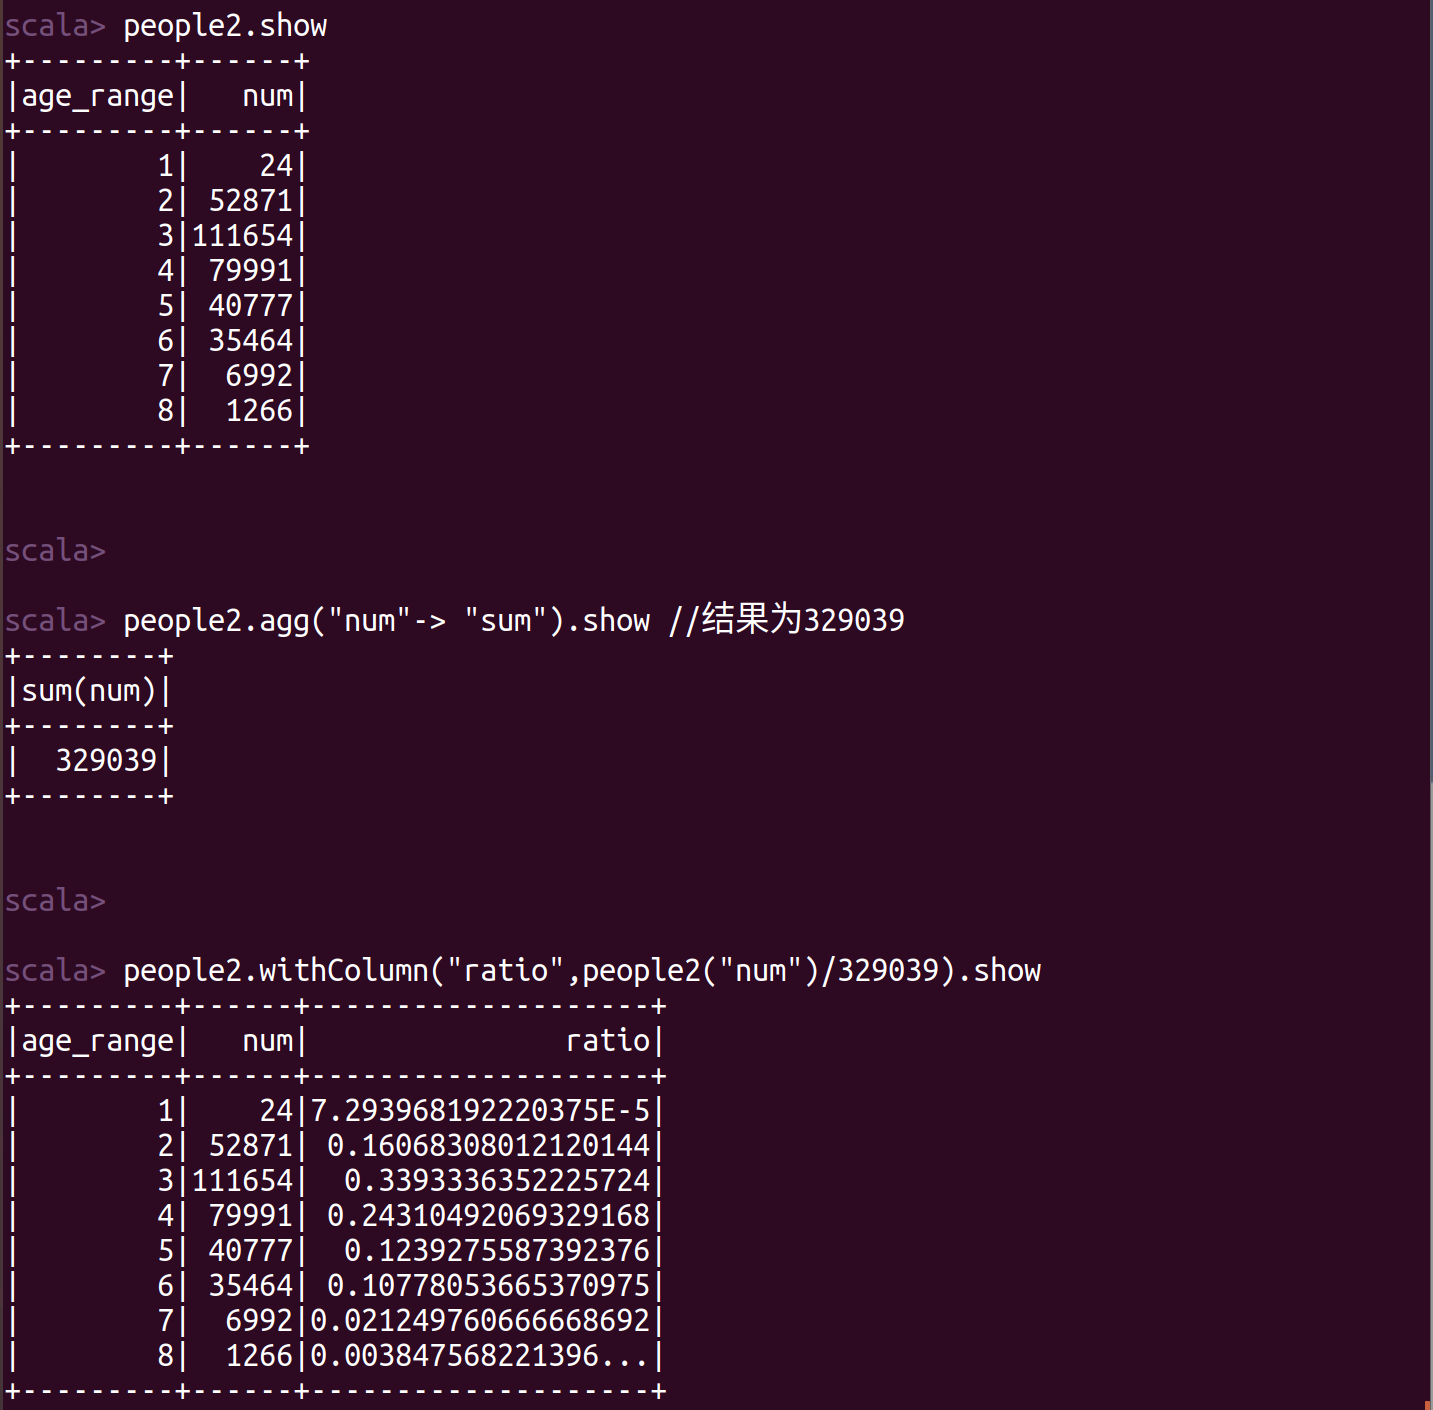 scala> people2.show
+---------+------+
|age_range|   num|
+---------+------+
|        1|    24|
|        2| 52871|
|        3|111654|
|        4| 79991|
|        5| 40777|
|        6| 35464|
|        7|  6992|
|        8|  1266|
+---------+------+
scala>
scala> people2.agg("num"-> "sum").show //结果为329039
+--------+
|sum(num)|
+--------+
|  329039|
+--------+
scala>
scala> people2.withColumn("ratio",people2("num")/329039).show
+---------+------+--------------------+
|age_range|   num|               ratio|
+---------+------+--------------------+
|        1|    24|7.293968192220375E-5|
|        2| 52871| 0.16068308012120144|
|        3|111654|  0.3393336352225724|
|        4| 79991| 0.24310492069329168|
|        5| 40777|  0.1239275587392376|
|        6| 35464| 0.10778053665370975|
|        7|  6992|0.021249760666668692|
|        8|  1266|0.003847568221396...|
+---------+------+--------------------+